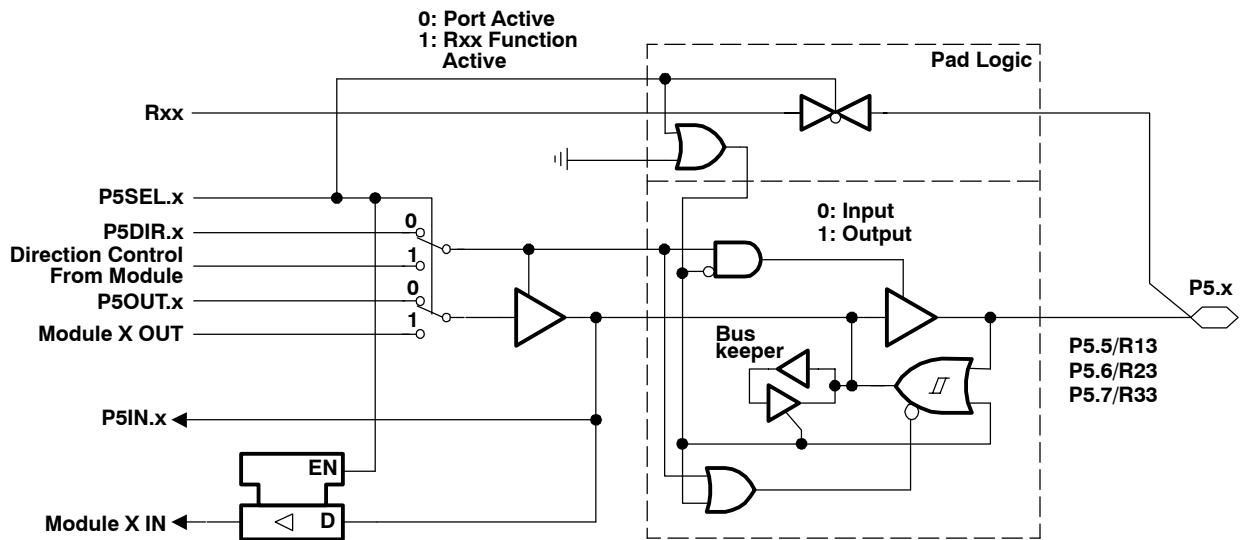 0: Port Active
1: Rxx Function
Active
Pad Logic
Rxx
P5SEL.x
0
P5DIR.x
Direction Control
From Module
1
0
P5OUT.x
1
Module X OUT
0: Input
1: Output
P5.x
Bus
keeper
P5.5/R13
P5.6/R23
P5.7/R33
P5IN.x
EN
D
Module X IN